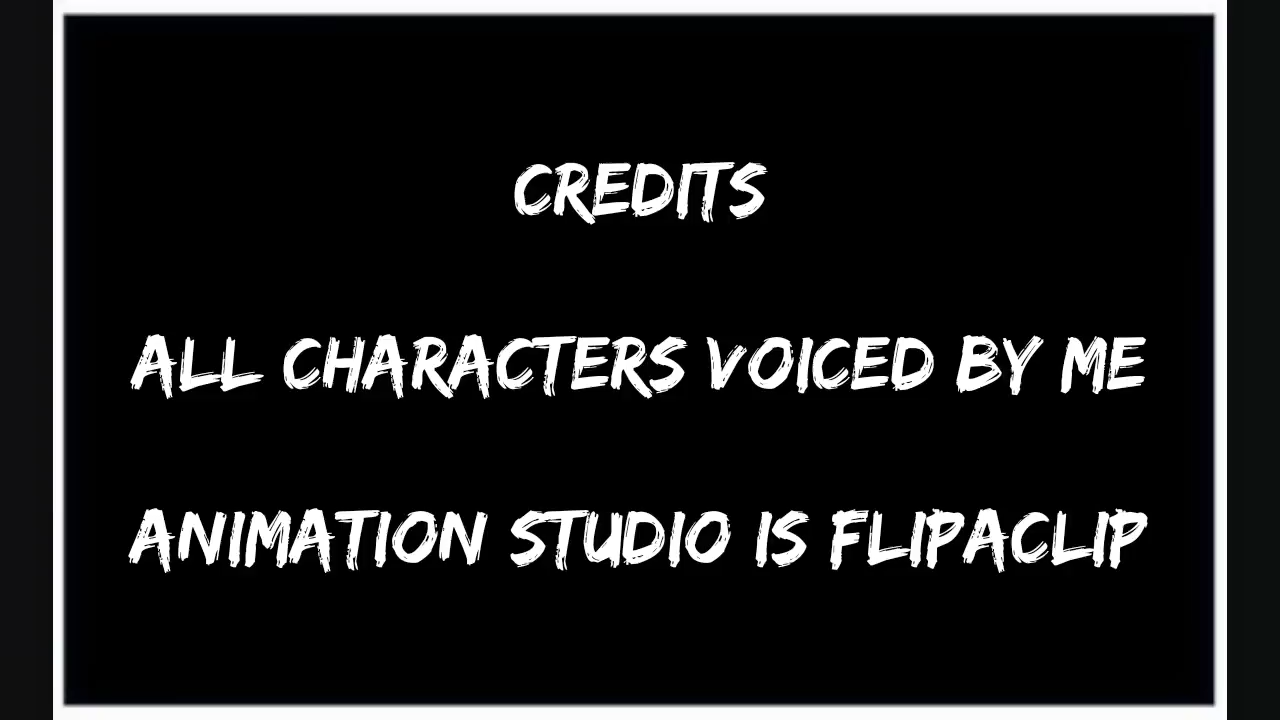 CREDITS
ALL CHARACTERS VOICED BY ME
ANIMATION STUDIO IS FLIPACLIP